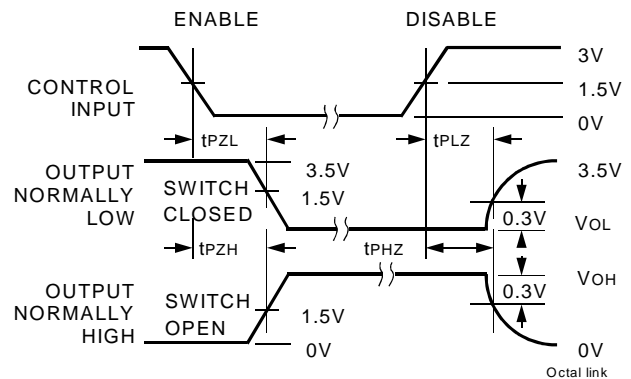 ENABLE DISABLE
3V
CONTROL
INPUT
1.5V
0V
tPZL tPLZ
OUTPUT
NORMALLY
LOW
SWITCH
CLOSED
3.5V
1.5V
3.5V
0.3V
VOL
tPZH tPHZ
OUTPUT
NORMALLY
HIGH
SWITCH
OPEN
1.5V
0V
VOH
0.3V
0V
Octal link